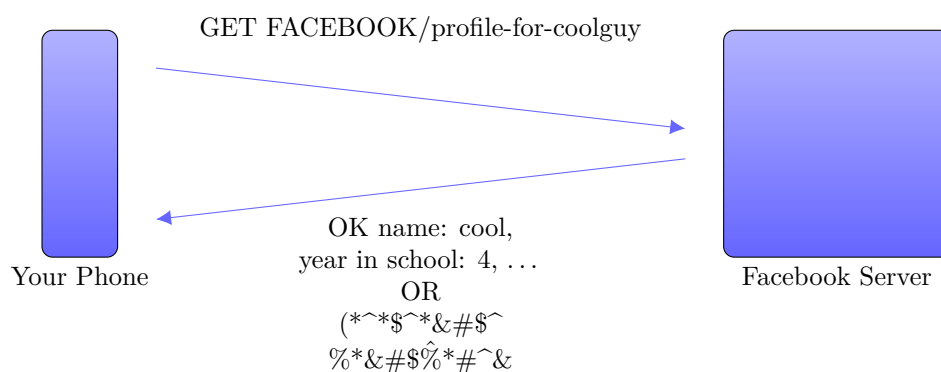 GET FACEBOOK/profile-for-coolguy
Your Phone
Facebook Server
OK name: cool,
year in school: 4, …
OR
(*^*$^*&#$^
%*&#$%̂*#^&